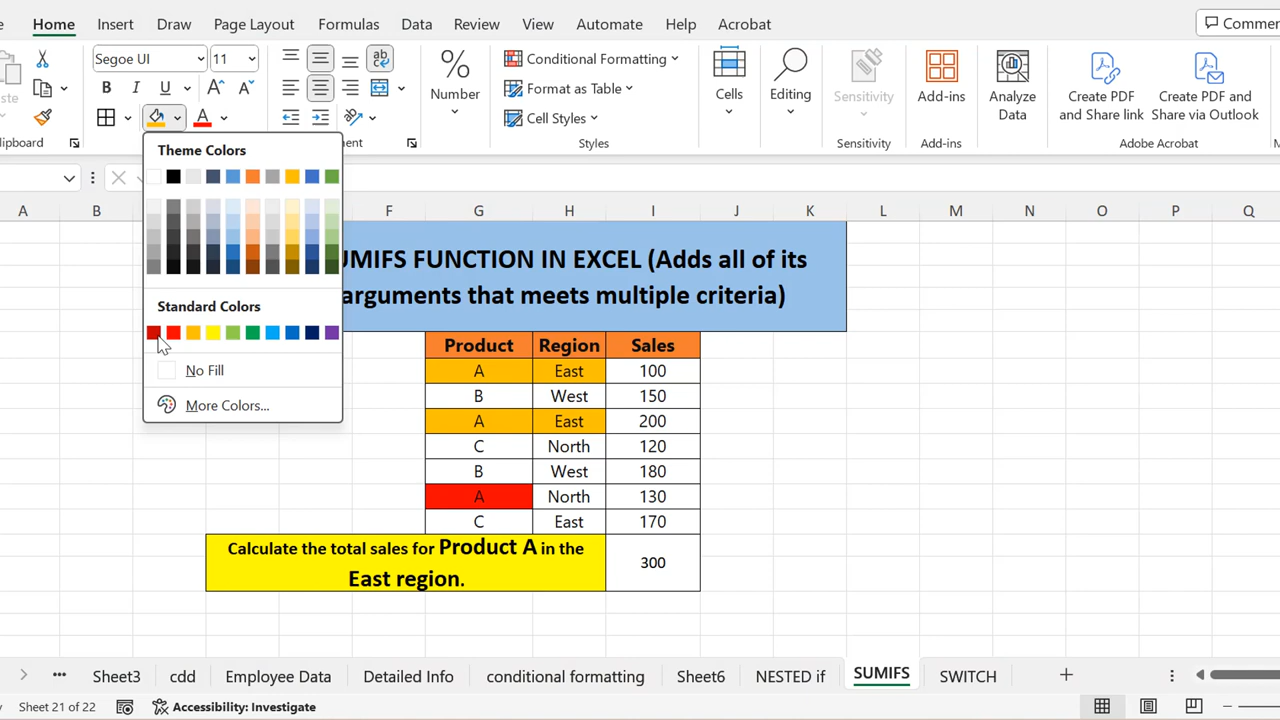 Home Insert Draw Page Layout Formulas Data Review View Automate Help Acrobat
Segoe UI 11 Conditional Formatting
B I U Number Format as Table Cells Editing Sensitivity Add-ins Analyze Data Create PDF and Share link Create PDF and Share via Outlook
A Cell Styles
Styles Sensitivity Add-ins Adobe Acrobat
Theme Colors
A B F G H I J K L M N O P Q
FUNCTION IN EXCEL (Adds all of its
arguments that meets multiple criteria)
Standard Colors
No Fill
More Colors...
Product Region Sales
A East 100
B West 150
A East 200
C North 120
B West 180
A North 130
C East 170
Calculate the total sales for Product A in the
East region.
300
Sheet3 cdd Employee Data Detailed Info conditional formatting Sheet6 NESTED if SUMIFS SWITCH
Sheet 21 of 22 Accessibility: Investigate